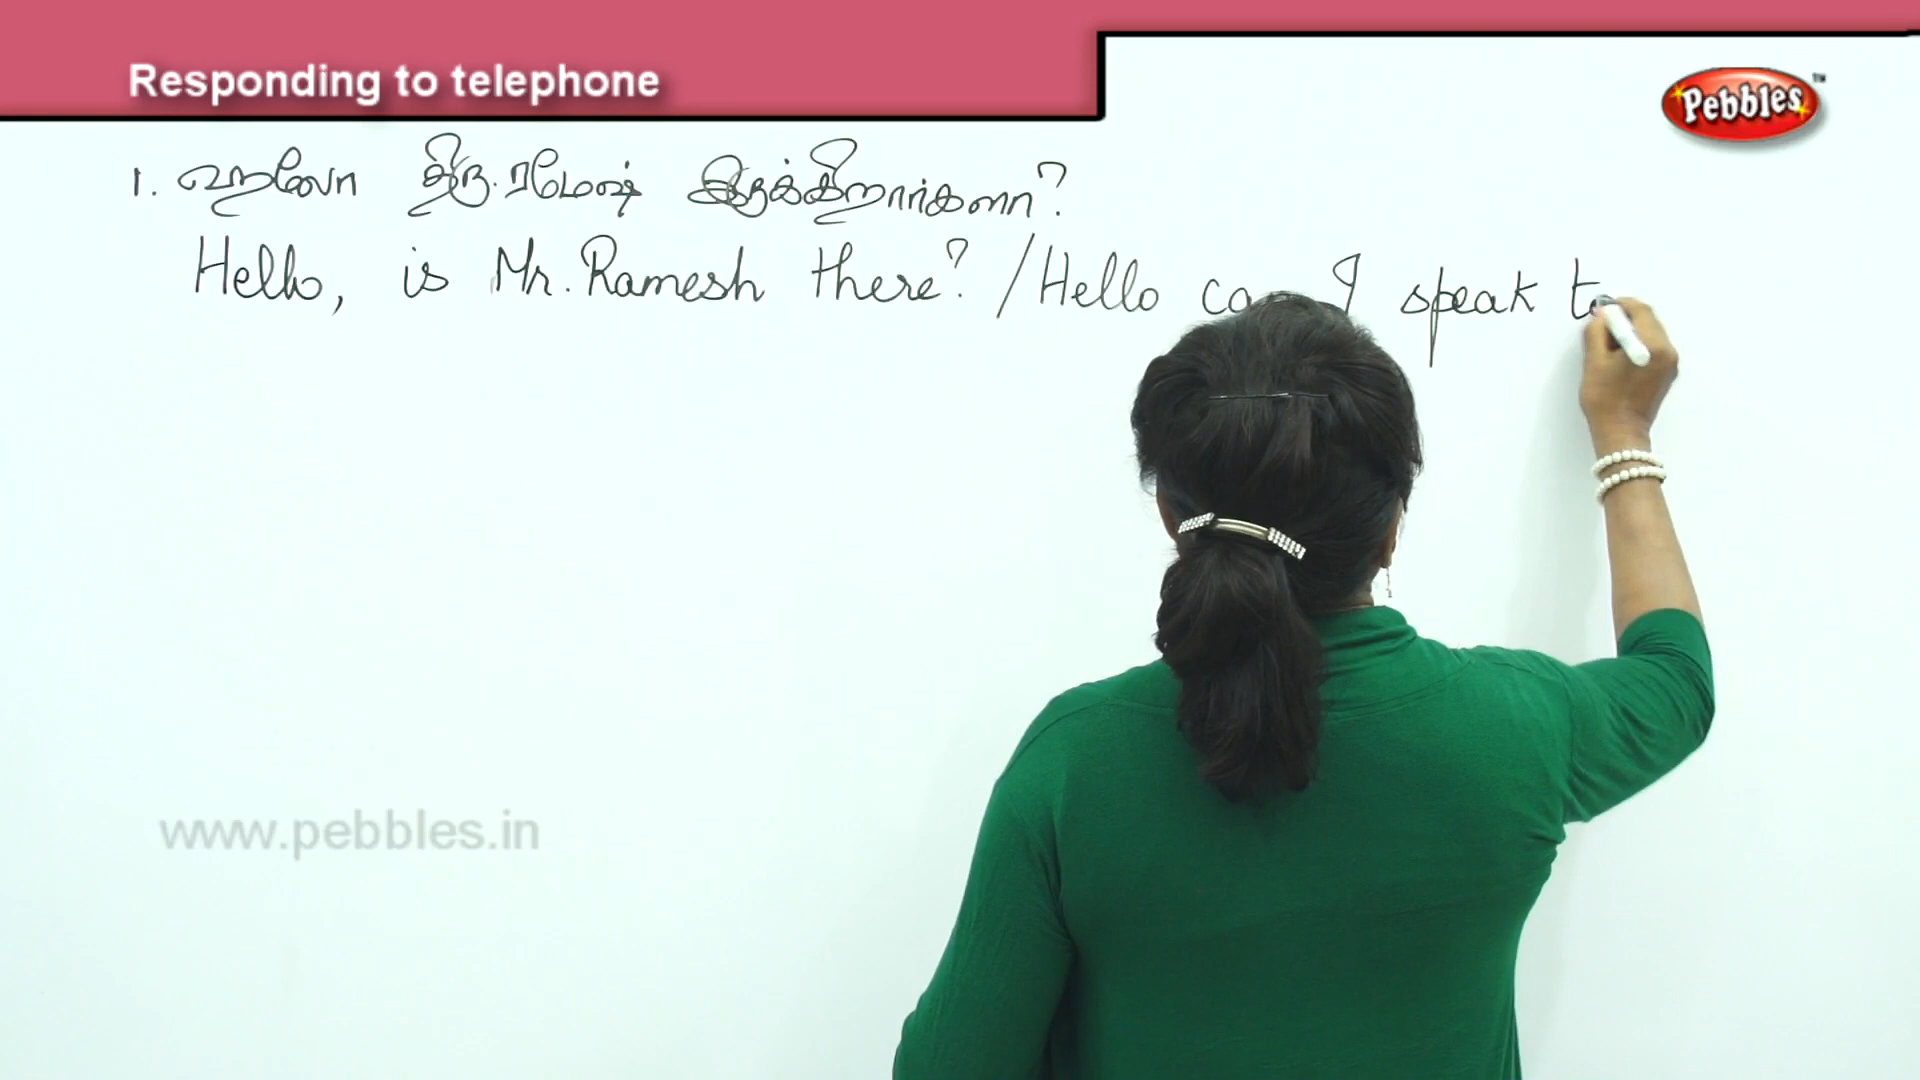 Responding to telephone
Pebbles
1. ஹலோ திரு.ரமேஷ் இருக்கிறார்களா?
Hello, is Mr. Ramesh there? / Hello can I speak to
www.pebbles.in